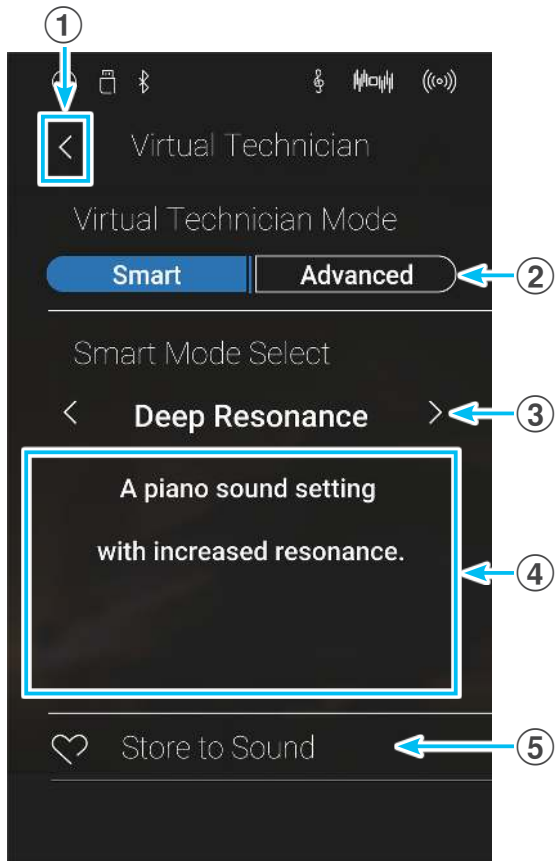 ①
Virtual Technician
Virtual Technician Mode
Smart Advanced
②
Smart Mode Select
Deep Resonance
③
A piano sound setting
with increased resonance.
④
Store to Sound
⑤